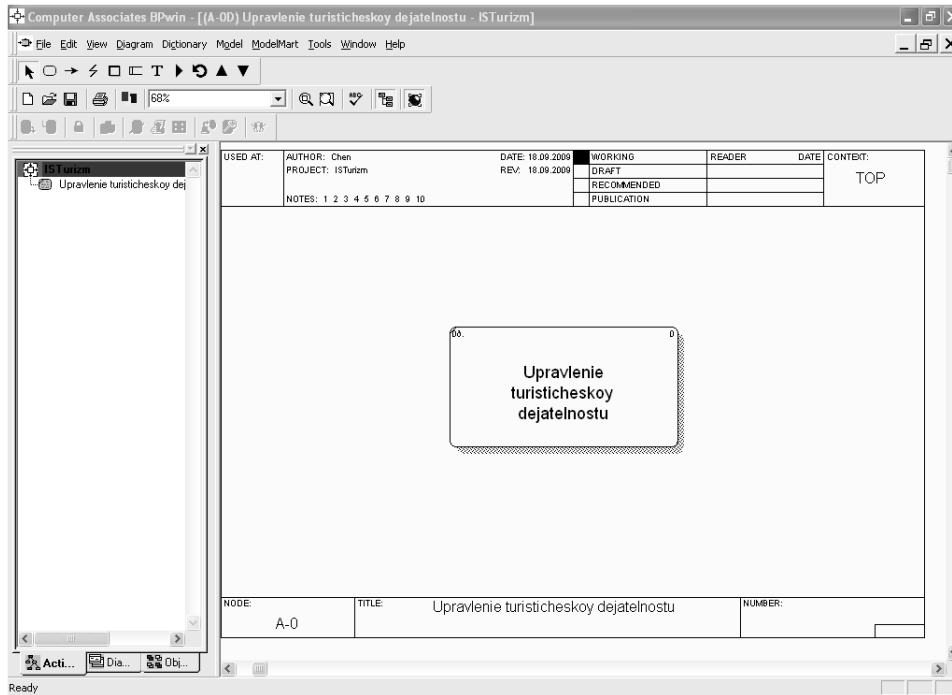 Computer Associates BPwin - [(A-0D) Upravlenie turisticheskoy dejatelnostu - ISTurizm]
File Edit View Diagram Dictionary Model ModelMart Tools Window Help
68%
ISTurizm
Upravlenie turisticheskoy dej
USED AT:
AUTHOR: Chen
DATE: 18.09.2009
PROJECT: ISTurizm
REV: 18.09.2009
NOTES: 1 2 3 4 5 6 7 8 9 10
WORKING
DRAFT
RECOMMENDED
PUBLICATION
READER DATE
CONTEXT:
TOP
0
Upravlenie
turisticheskoy
dejatelnostu
NODE:
A-0
TITLE:
Upravlenie turisticheskoy dejatelnostu
NUMBER:
Acti... Dia... Obj...
Ready